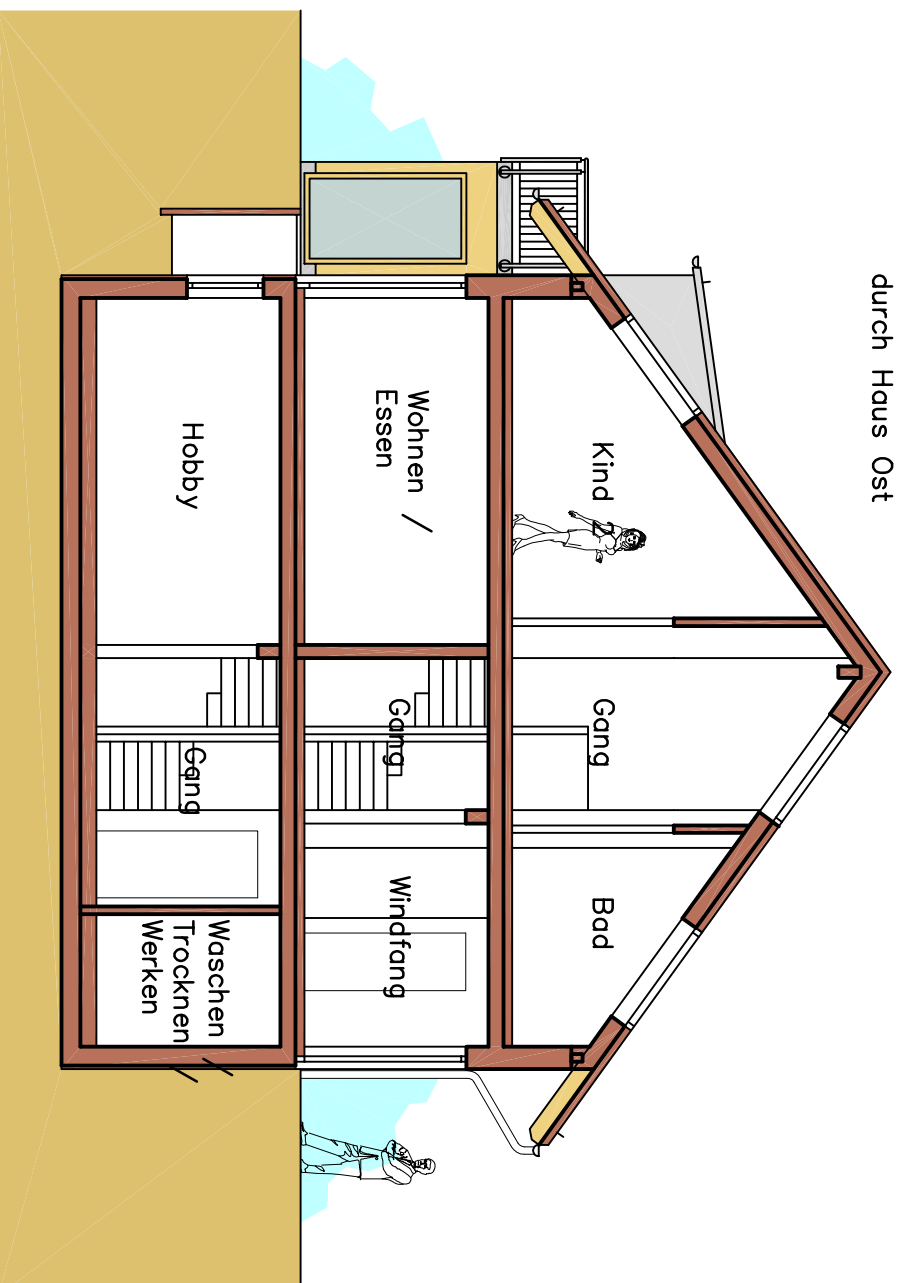 durch Haus Ost
Kind
Gang
Bad
Wohnen /
Essen
Gang
Windfang
Hobby
Gang
Waschen /
Trocknen /
Werken